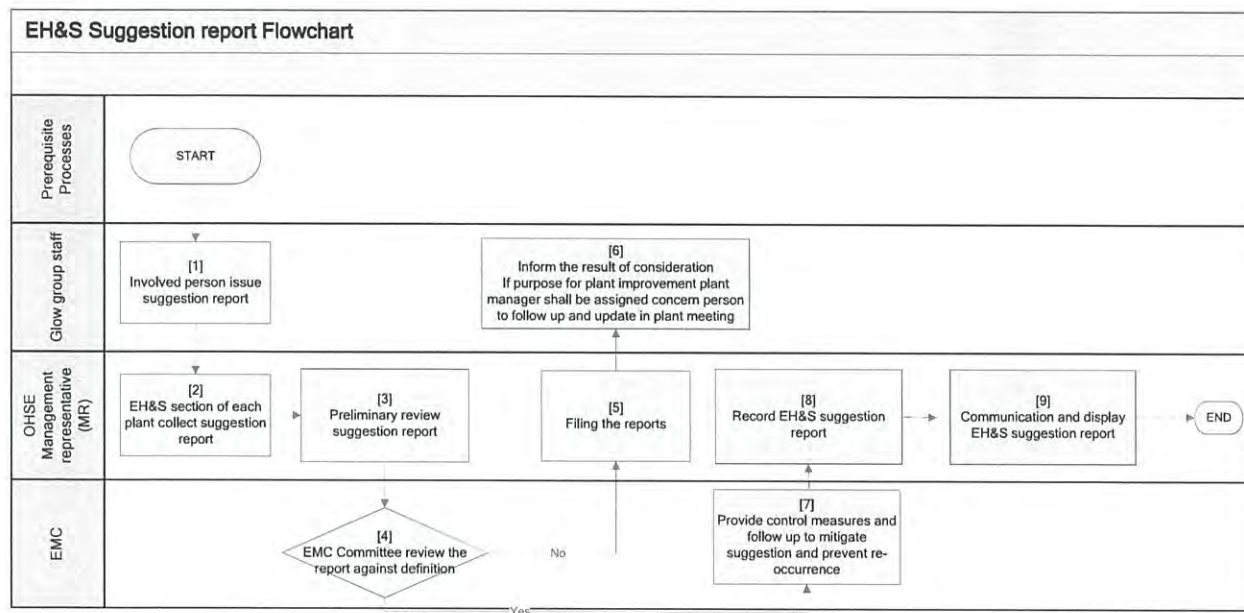 EH&S Suggestion report Flowchart
Prerequisite
Processes
START
Glow group staff
[1]
Involved person issue
suggestion report
[6]
Inform the result of consideration
If purpose for plant improvement plant
manager shall be assigned concern person
to follow up and update in plant meeting
OHSE
Management
representative
(MR)
[2]
EH&S section of each
plant collect suggestion
report
[3]
Preliminary review
suggestion report
[5]
Filing the reports
[8]
Record EH&S suggestion
report
[9]
Communication and display
EH&S suggestion report
END
EMC
[4]
EMC Committee review the
report against definition
No
[7]
Provide control measures and
follow up to mitigate
suggestion and prevent re-
occurrence
Yes